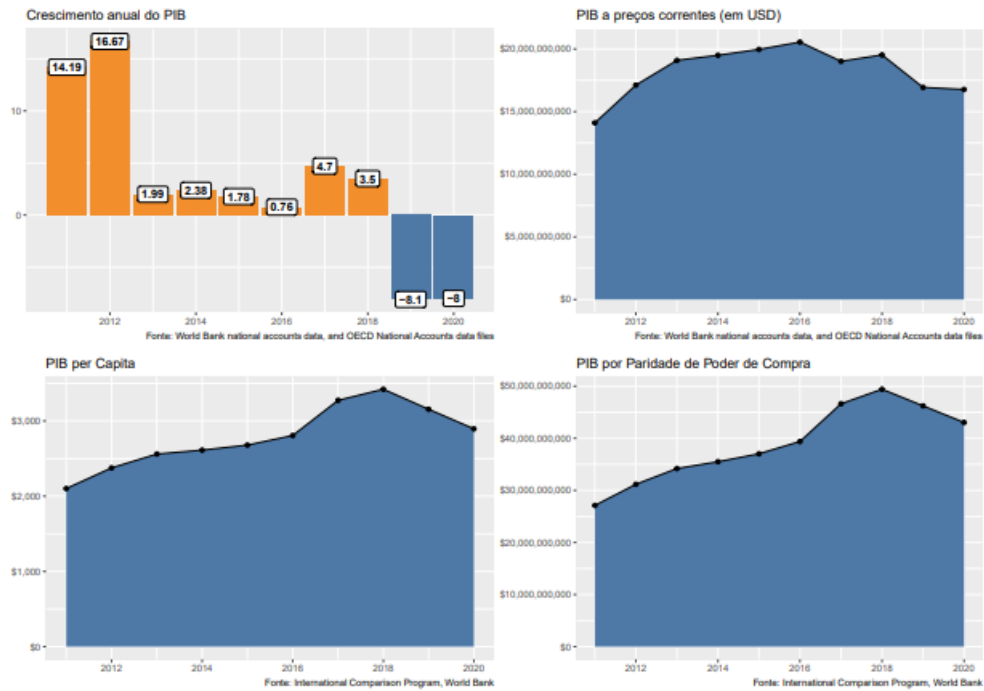 Crescimento anual do PIB
14.19
16.67
1.99
2.38
1.78
0.76
4.7
3.5
−8.1
−8
10
0
2012 2014 2016 2018 2020
Fonte: World Bank national accounts data, and OECD National Accounts data files
PIB a preços correntes (em USD)
$20,000,000,000
$15,000,000,000
$10,000,000,000
$5,000,000,000
$0
2012 2014 2016 2018 2020
Fonte: World Bank national accounts data, and OECD National Accounts data files
PIB per Capita
$3,000
$2,000
$1,000
$0
2012 2014 2016 2018 2020
Fonte: International Comparison Program, World Bank
PIB por Paridade de Poder de Compra
$50,000,000,000
$40,000,000,000
$30,000,000,000
$20,000,000,000
$10,000,000,000
$0
2012 2014 2016 2018 2020
Fonte: International Comparison Program, World Bank